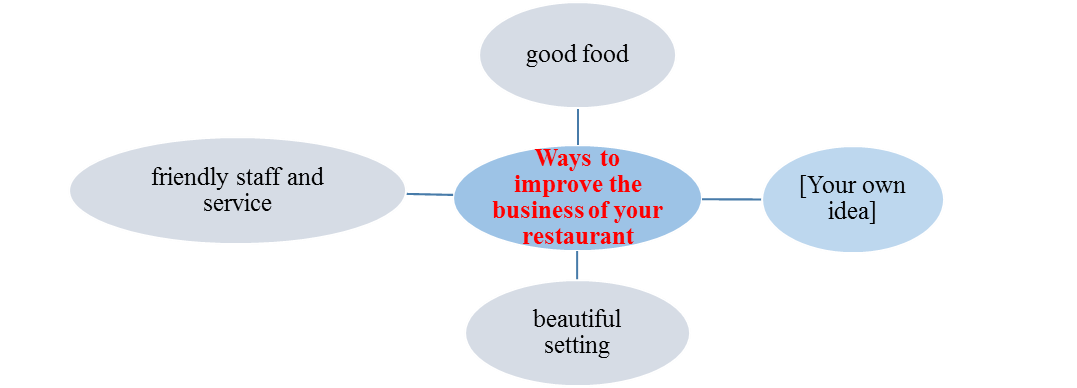 good food
friendly staff and
service
Ways to
improve the
business of your
restaurant
[Your own
idea]
beautiful
setting